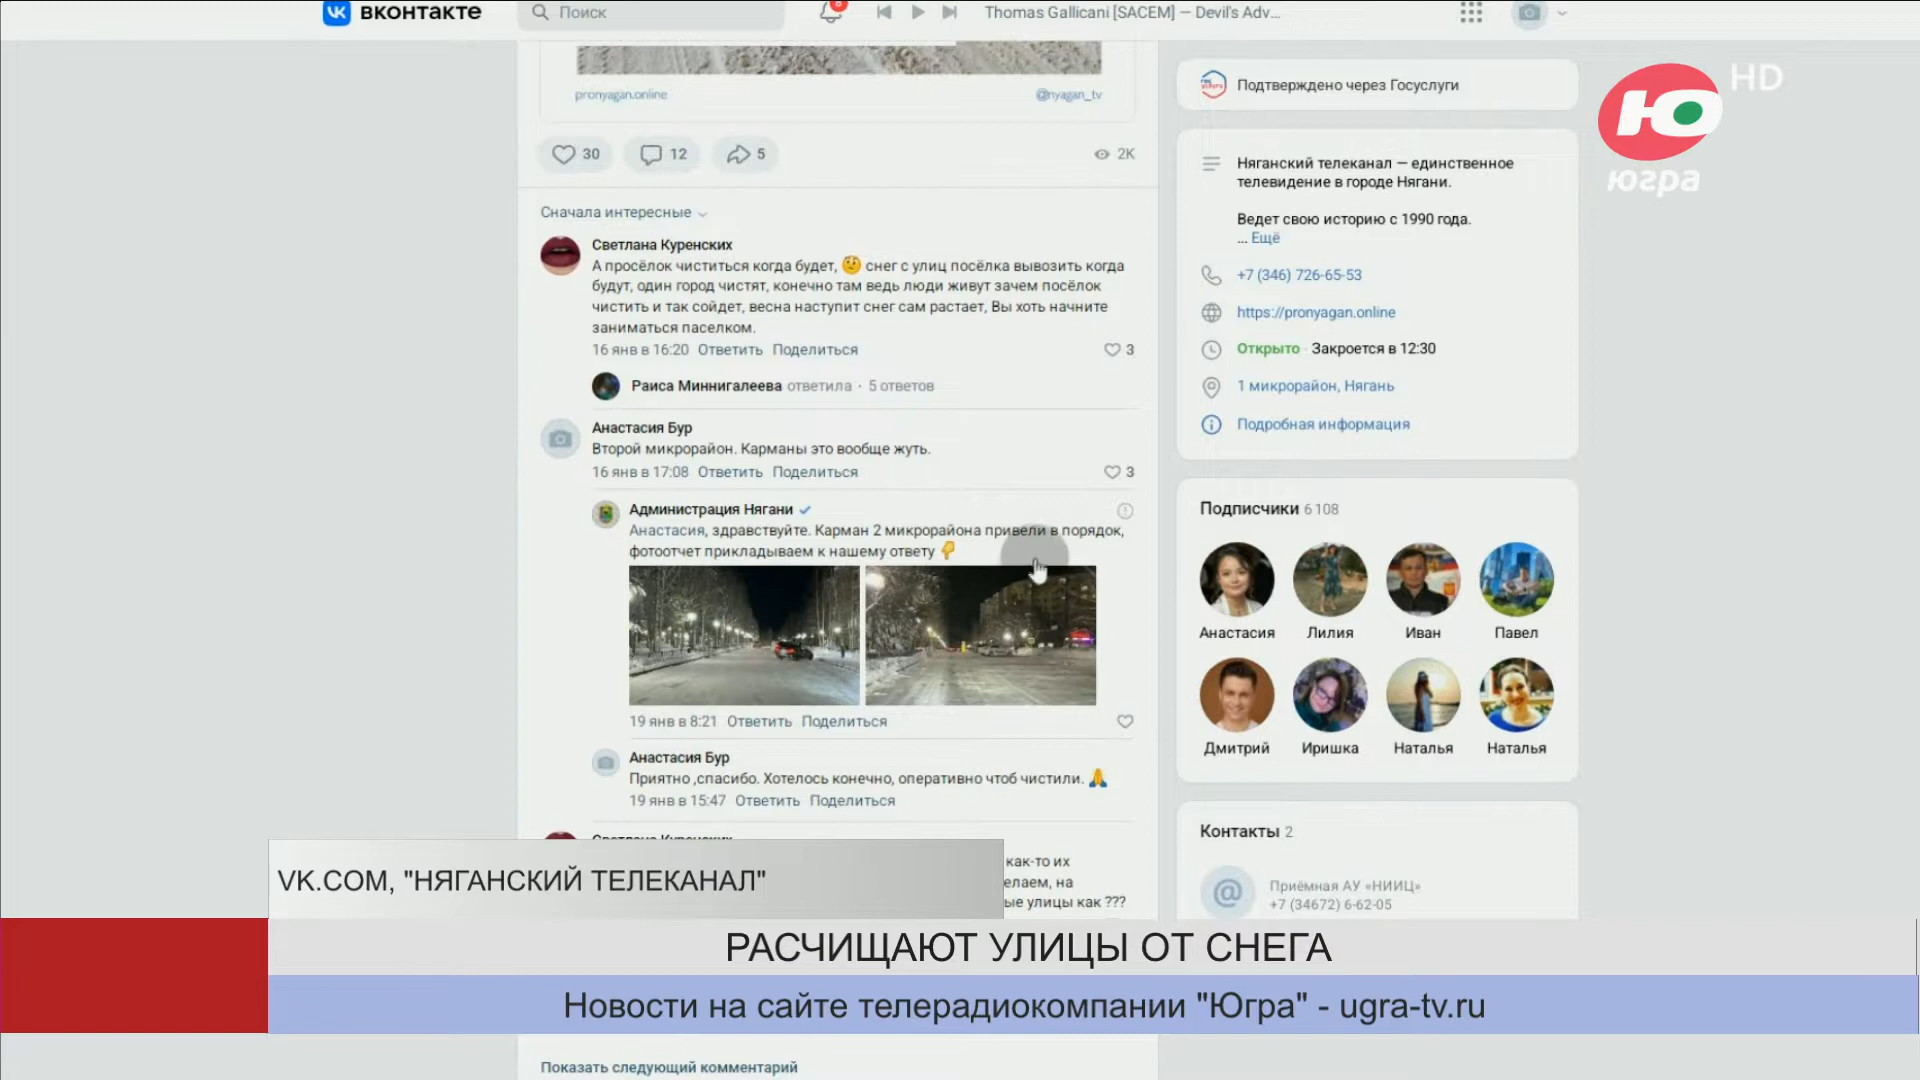 вконтакте
Поиск
Thomas Gallicani [SACEM] — Devil's Adv...
pronyagan.online
@nyagan_tv
30
12
5
2K
Сначала интересные
Светлана Куренских
А просёлок чиститься когда будет, 🤨 снег с улиц посёлка вывозить когда
будут, один город чистят, конечно там ведь люди живут зачем посёлок
чистить и так сойдет, весна наступит снег сам растает, Вы хоть начните
заниматься паселком.
16 янв в 16:20 Ответить Поделиться
3
Раиса Миннигалеева ответила · 5 ответов
Анастасия Бур
Второй микрорайон. Карманы это вообще жуть.
16 янв в 17:08 Ответить Поделиться
3
Администрация Нягани
Анастасия, здравствуйте. Карман 2 микрорайона привели в порядок,
фотоотчет прикладываем к нашему ответу 👇
19 янв в 8:21 Ответить Поделиться
Анастасия Бур
Приятно ,спасибо. Хотелось конечно, оперативно чтоб чистили. 🙏
19 янв в 15:47 Ответить Поделиться
Светлана Куренских
как-то их
елаем, на
ые улицы как ???
Показать следующий комментарий
Подтверждено через Госуслуги
Няганский телеканал — единственное
телевидение в городе Нягани.
Ведет свою историю с 1990 года.
... Ещё
+7 (346) 726-65-53
https://pronyagan.online
Открыто · Закроется в 12:30
1 микрорайон, Нягань
Подробная информация
Подписчики 6 108
Анастасия Лилия Иван Павел
Дмитрий Иришка Наталья Наталья
Контакты 2
Приёмная АУ «НИИЦ»
+7 (34672) 6-62-05
Ю HD
югра
VK.COM, "НЯГАНСКИЙ ТЕЛЕКАНАЛ"
РАСЧИЩАЮТ УЛИЦЫ ОТ СНЕГА
Новости на сайте телерадиокомпании "Югра" - ugra-tv.ru